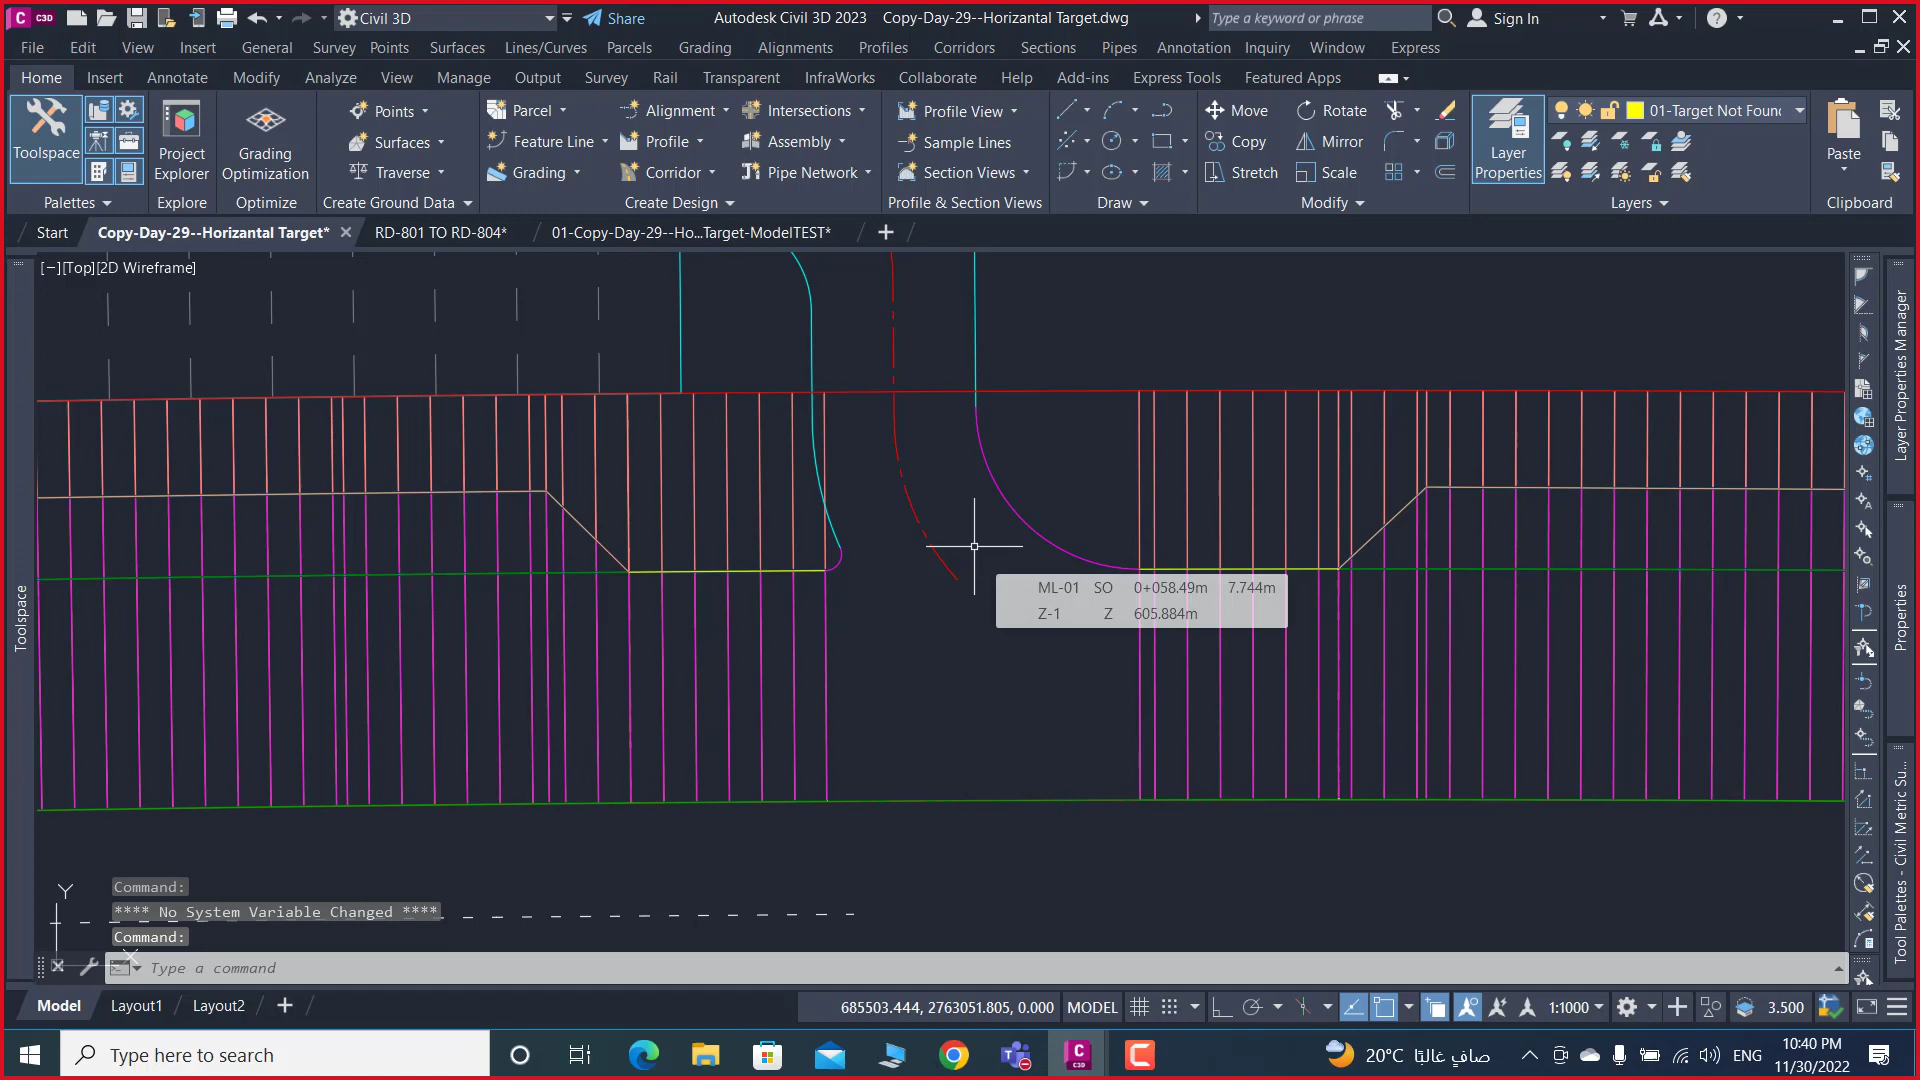 C3D Civil 3D Share Autodesk Civil 3D 2023 Copy-Day-29--Horizantal Target.dwg Type a keyword or phrase Sign In
File Edit View Insert General Survey Points Surfaces Lines/Curves Parcels Grading Alignments Profiles Corridors Sections Pipes Annotation Inquiry Window Express
Home Insert Annotate Modify Analyze View Manage Output Survey Rail Transparent InfraWorks Collaborate Help Add-ins Express Tools Featured Apps
Points Parcel Alignment Intersections Profile View Move Rotate 01-Target Not Foun
Toolspace Project Explorer Grading Optimization Surfaces Feature Line Profile Assembly Sample Lines Copy Mirror Layer Properties Paste
Traverse Grading Corridor Pipe Network Section Views Stretch Scale
Palettes Explore Optimize Create Ground Data Create Design Profile & Section Views Draw Modify Layers Clipboard
Start Copy-Day-29--Horizantal Target* RD-801 TO RD-804* 01-Copy-Day-29--Ho...Target-ModelTEST*
[−][Top][2D Wireframe]
Layer Properties Manager
Toolspace
ML-01 SO 0+058.49m 7.744m
Z-1 Z 605.884m
Properties
Tool Palettes - Civil Metric Su...
Y
X
Command:
**** No System Variable Changed ****
Command:
Type a command
Model Layout1 Layout2 685503.444, 2763051.805, 0.000 MODEL 1:1000 3.500
Type here to search C3D 20°C صافٍ غالبًا ENG 10:40 PM
11/30/2022